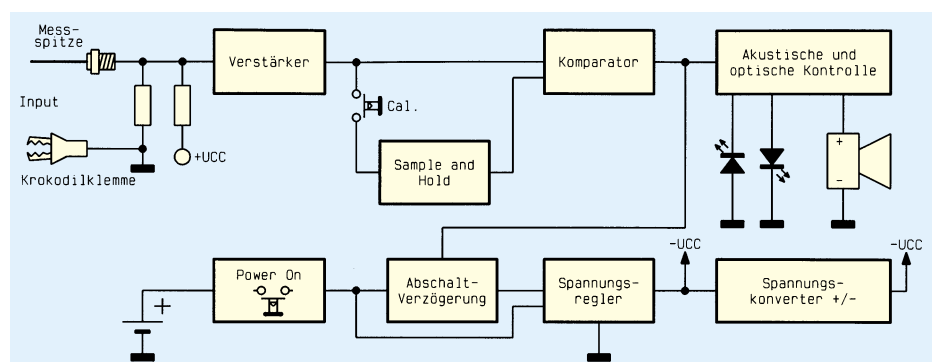 Mess-
spitze
Verstärker
Komparator
Akustische und
optische Kontrolle
Input
Cal.
+UCC
+
-
Krokodilklemme
Sample and
Hold
-UCC
-UCC
Power On
Abschalt-
Verzögerung
Spannungs-
regler
Spannungs-
konverter +/-
+